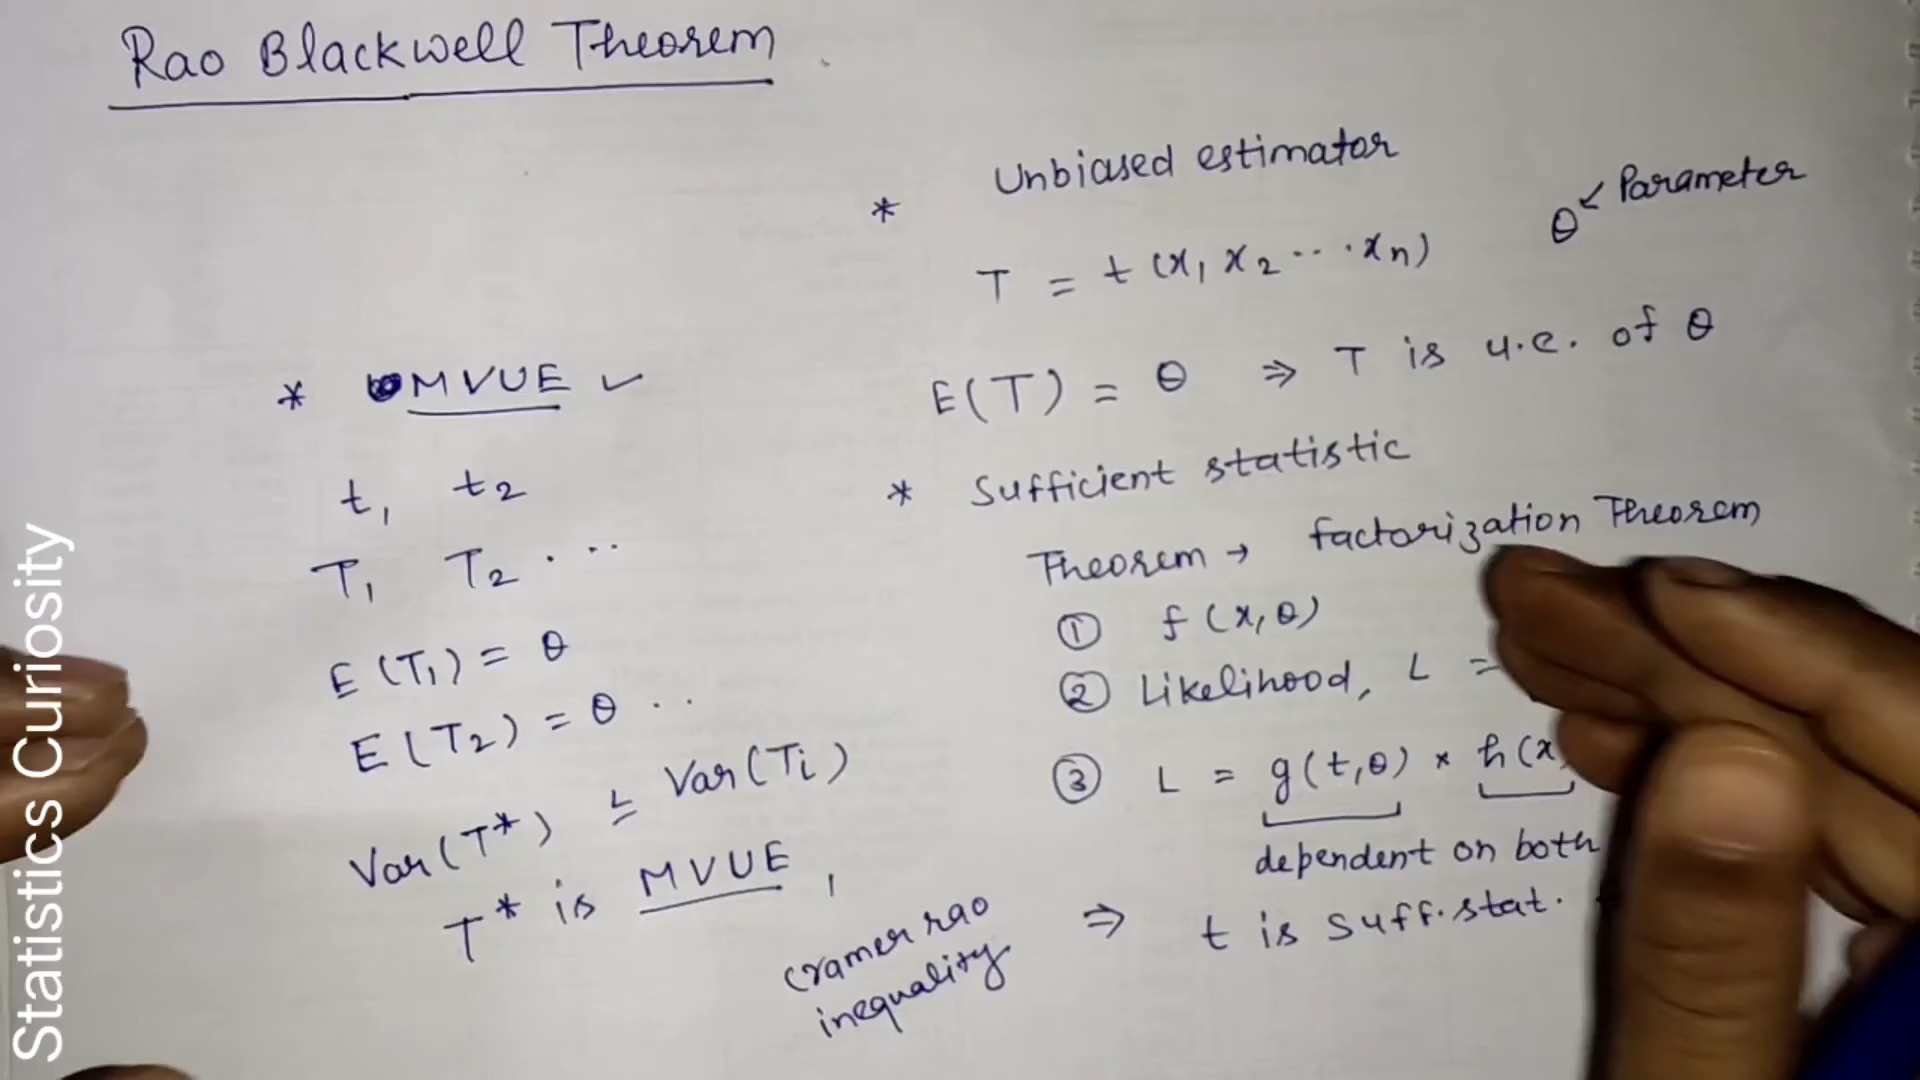 Rao Blackwell Theorem
* Unbiased estimator
θ ↙ Parameter
T = t (x1 x2 ... xn)
E(T) = θ ⇒ T is u.e. of θ
* Sufficient statistic
Theorem → factorization Theorem
① f (x, θ)
② Likelihood, L =
③ L = g(t,θ) * h(x
dependent on both
⇒ t is suff. stat.
* MVUE ✓
t1 t2
T1 T2 ...
E (T1) = θ
E (T2) = θ ..
Var (T*) ≤ Var (Ti)
T* is MVUE,
cramer rao
inequality
Statistics Curiosity